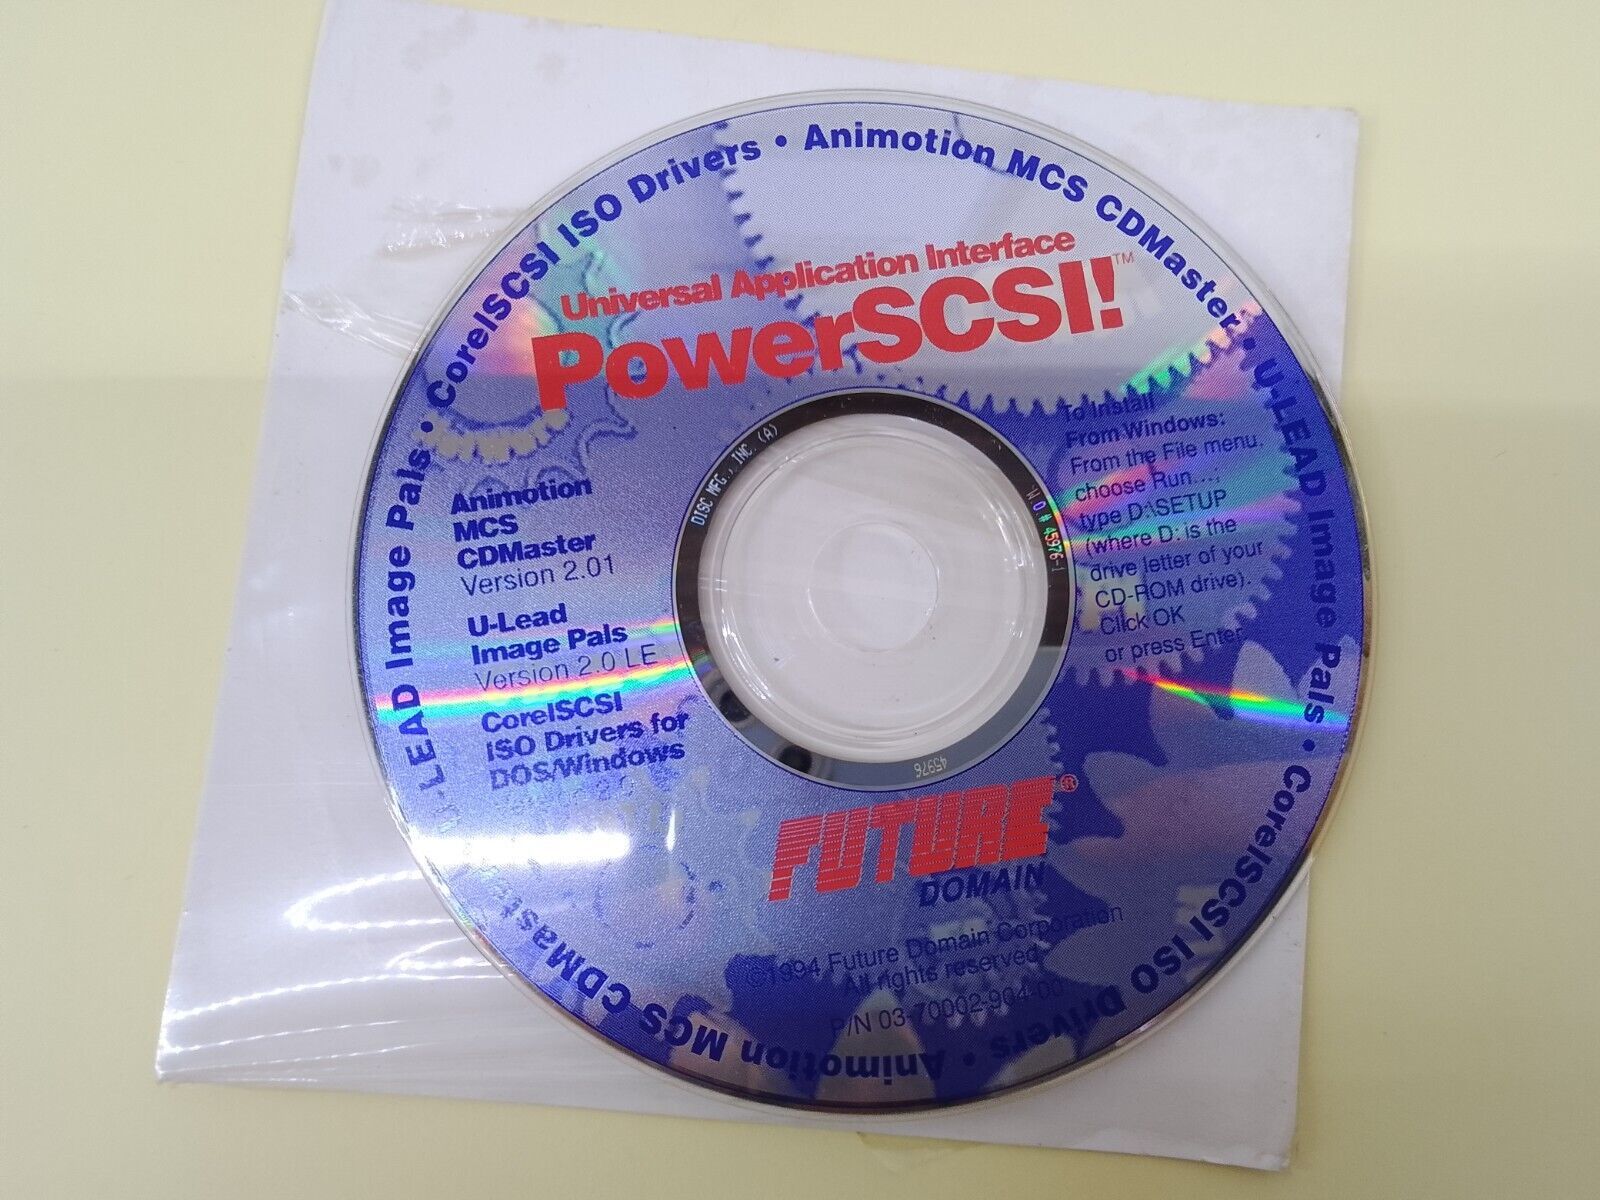 CorelSCSI ISO Drivers • Animotion MCS CDMaster • U-LEAD Image Pals • CorelSCSI ISO Drivers • Animotion MCS CDMaster U-LEAD Image Pals •
Universal Application Interface
PowerSCSI!™
Animotion
MCS
CDMaster
Version 2.01
U-Lead
Image Pals
Version 2.0 LE
CorelSCSI
ISO Drivers for
DOS/Windows
DISC MFG., INC. (A)
W.O # 45976-1
45976
To Install
From Windows:
From the File menu.
choose Run...;
type D:\SETUP
(where D: is the
drive letter of your
CD-ROM drive).
Click OK
or press Enter
FUTURE®
DOMAIN
©1994 Future Domain Corporation
All rights reserved
P/N 03-70002-904-00